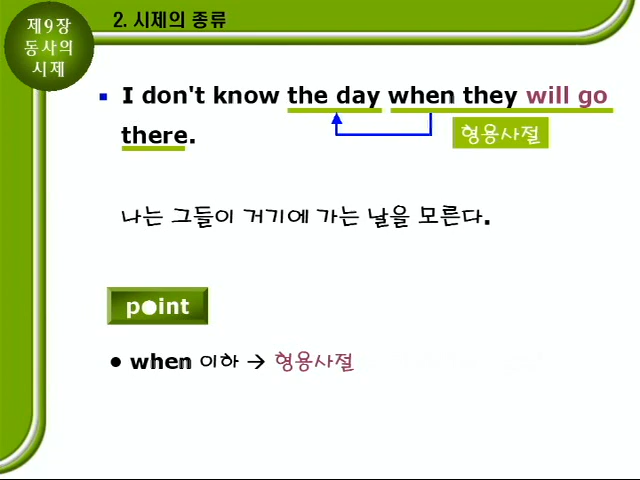 제9장
동사의
시제
2. 시제의 종류
I don't know the day when they will go
there.
형용사절
나는 그들이 거기에 가는 날을 모른다.
point
• when 이하 → 형용사절